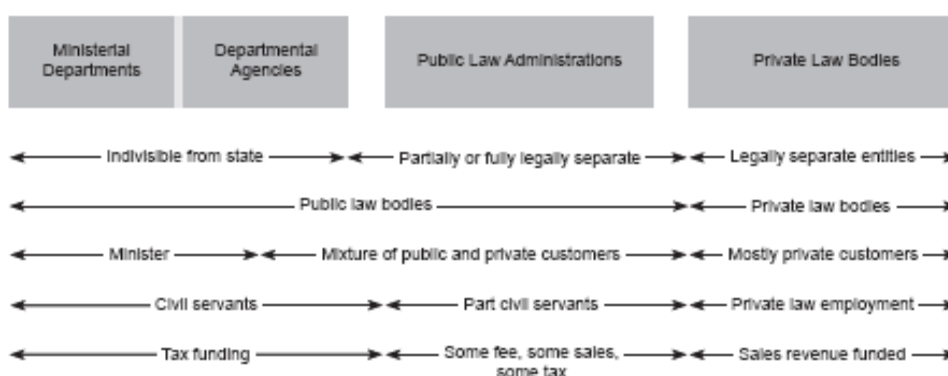 Ministerial
Departments
Departmental
Agencies
Public Law Administrations
Private Law Bodies
Indivisible from state
Partially or fully legally separate
Legally separate entities
Public law bodies
Private law bodies
Minister
Mixture of public and private customers
Mostly private customers
Civil servants
Part civil servants
Private law employment
Tax funding
Some fee, some sales,
some tax
Sales revenue funded